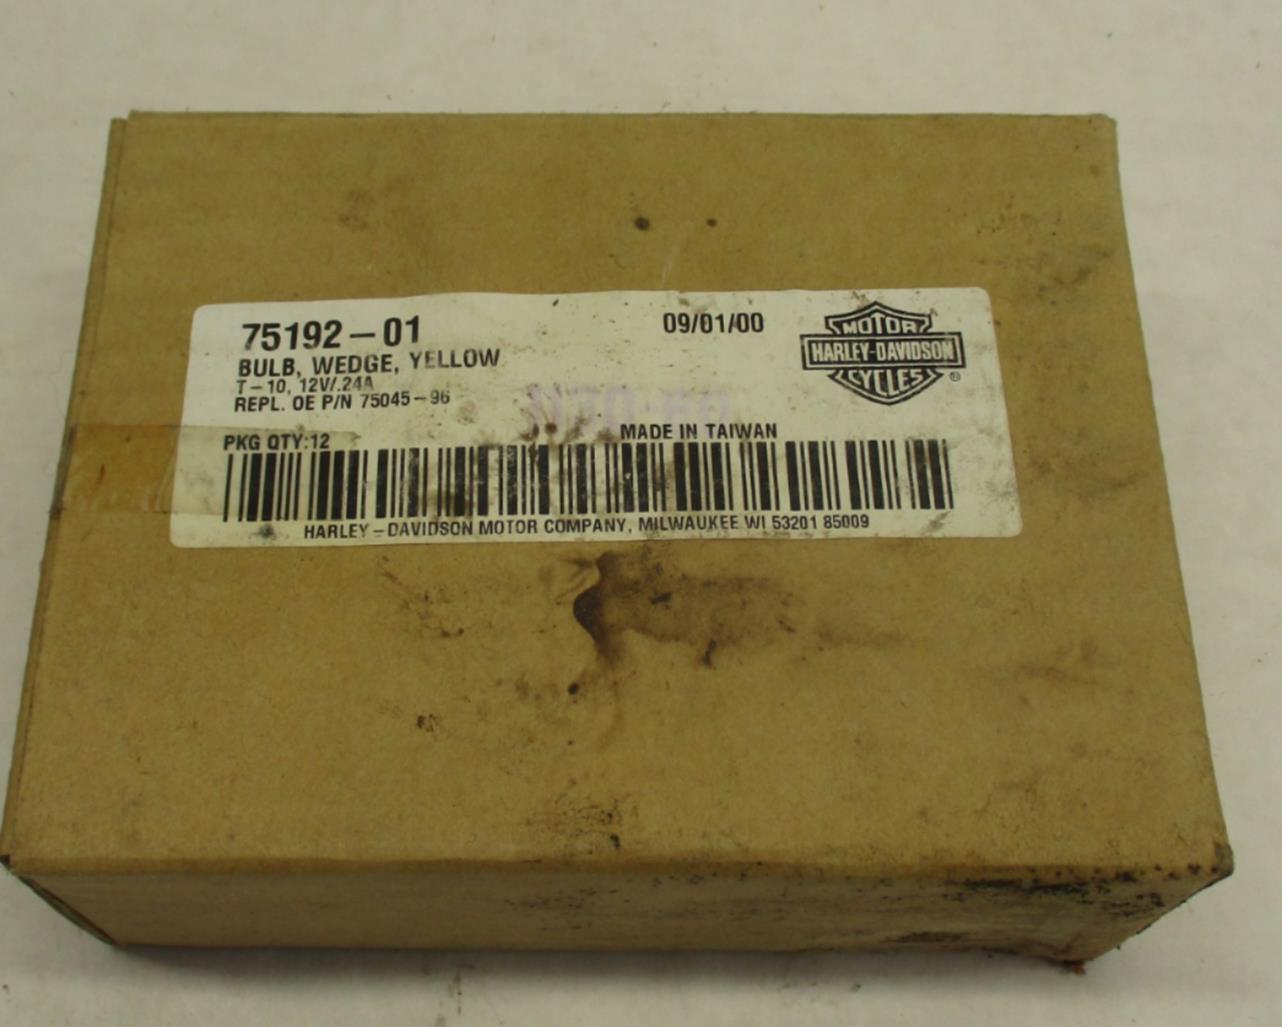 75192-01
09/01/00
BULB, WEDGE, YELLOW
T-10, 12V/.24A
REPL. OE P/N 75045-96
MOTOR
HARLEY-DAVIDSON
CYCLES ®
MADE IN TAIWAN
PKG QTY:12
HARLEY-DAVIDSON MOTOR COMPANY, MILWAUKEE WI 53201 85009